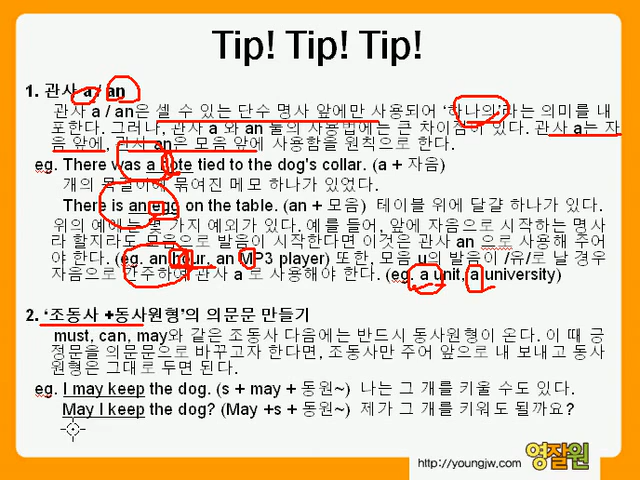 Tip! Tip! Tip!
1. 관사 a / an
관사 a / an은 셀 수 있는 단수 명사 앞에만 사용되어 ‘하나의’라는 의미를 내
포한다. 그러나, 관사 a 와 an 둘의 사용법에는 큰 차이점이 있다. 관사 a는 자
음 앞에, 관사 an은 모음 앞에 사용함을 원칙으로 한다.
eg. There was a note tied to the dog's collar. (a + 자음)
개의 목걸이에 묶여진 메모 하나가 있었다.
There is an egg on the table. (an + 모음) 테이블 위에 달걀 하나가 있다.
위의 예에는 몇 가지 예외가 있다. 예를 들어, 앞에 자음으로 시작하는 명사
라 할지라도 모음으로 발음이 시작한다면 이것은 관사 an 으로 사용해 주어
야 한다. (eg. an hour, an MP3 player) 또한, 모음 u의 발음이 /유/로 날 경우
자음으로 간주하여 관사 a 로 사용해야 한다. (eg. a unit, a university)
2. ‘조동사 +동사원형’의 의문문 만들기
must, can, may와 같은 조동사 다음에는 반드시 동사원형이 온다. 이 때 긍
정문을 의문문으로 바꾸고자 한다면, 조동사만 주어 앞으로 내 보내고 동사
원형은 그대로 두면 된다.
eg. I may keep the dog. (s + may + 동원~) 나는 그 개를 키울 수도 있다.
May I keep the dog? (May +s + 동원~) 제가 그 개를 키워도 될까요?
영잘원
http://youngjw.com